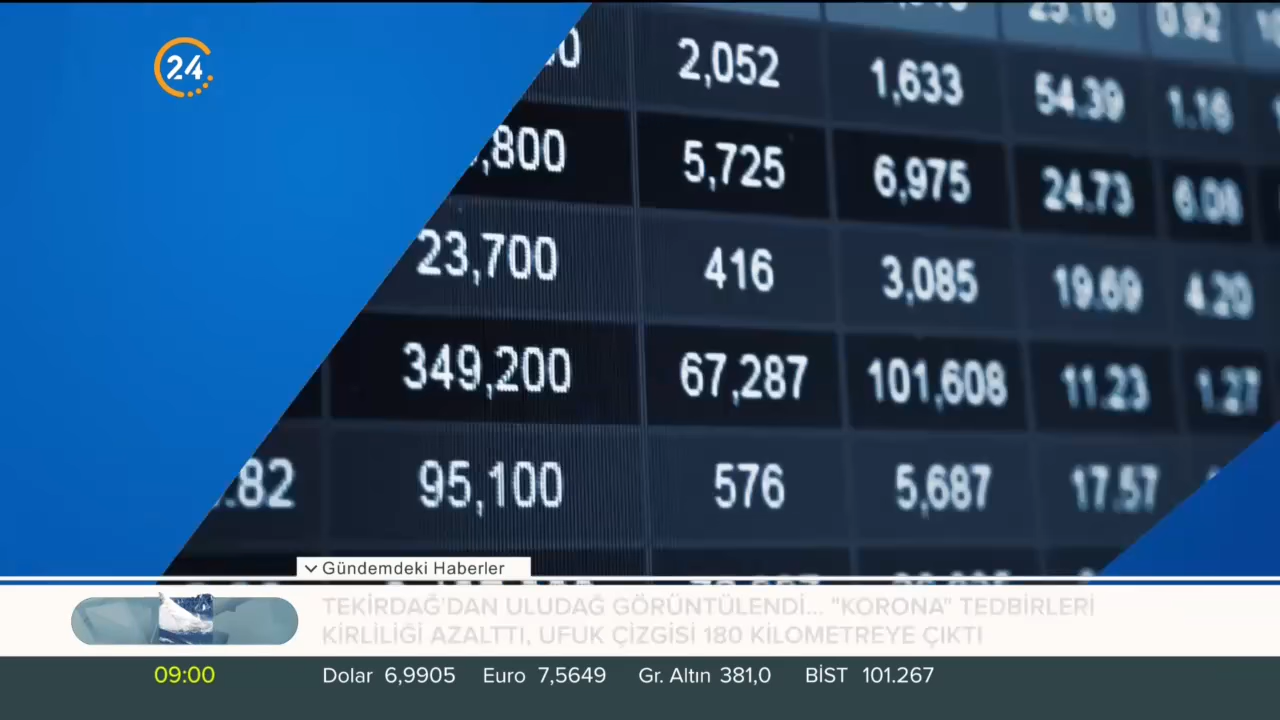 24
2,052 1,633 54.39 1.16
,800 5,725 6,975 24.73 6.08
23,700 416 3,085 19.69 4.20
349,200 67,287 101,608 11.23 1.27
.82 95,100 576 5,687 17.57
Gündemdeki Haberler
TEKİRDAĞ'DAN ULUDAĞ GÖRÜNTÜLENDİ... "KORONA" TEDBİRLERİ
KİRLİLİĞİ AZALTTI, UFUK ÇİZGİSİ 180 KİLOMETREYE ÇIKTI
09:00 Dolar 6,9905 Euro 7,5649 Gr. Altın 381,0 BİST 101.267